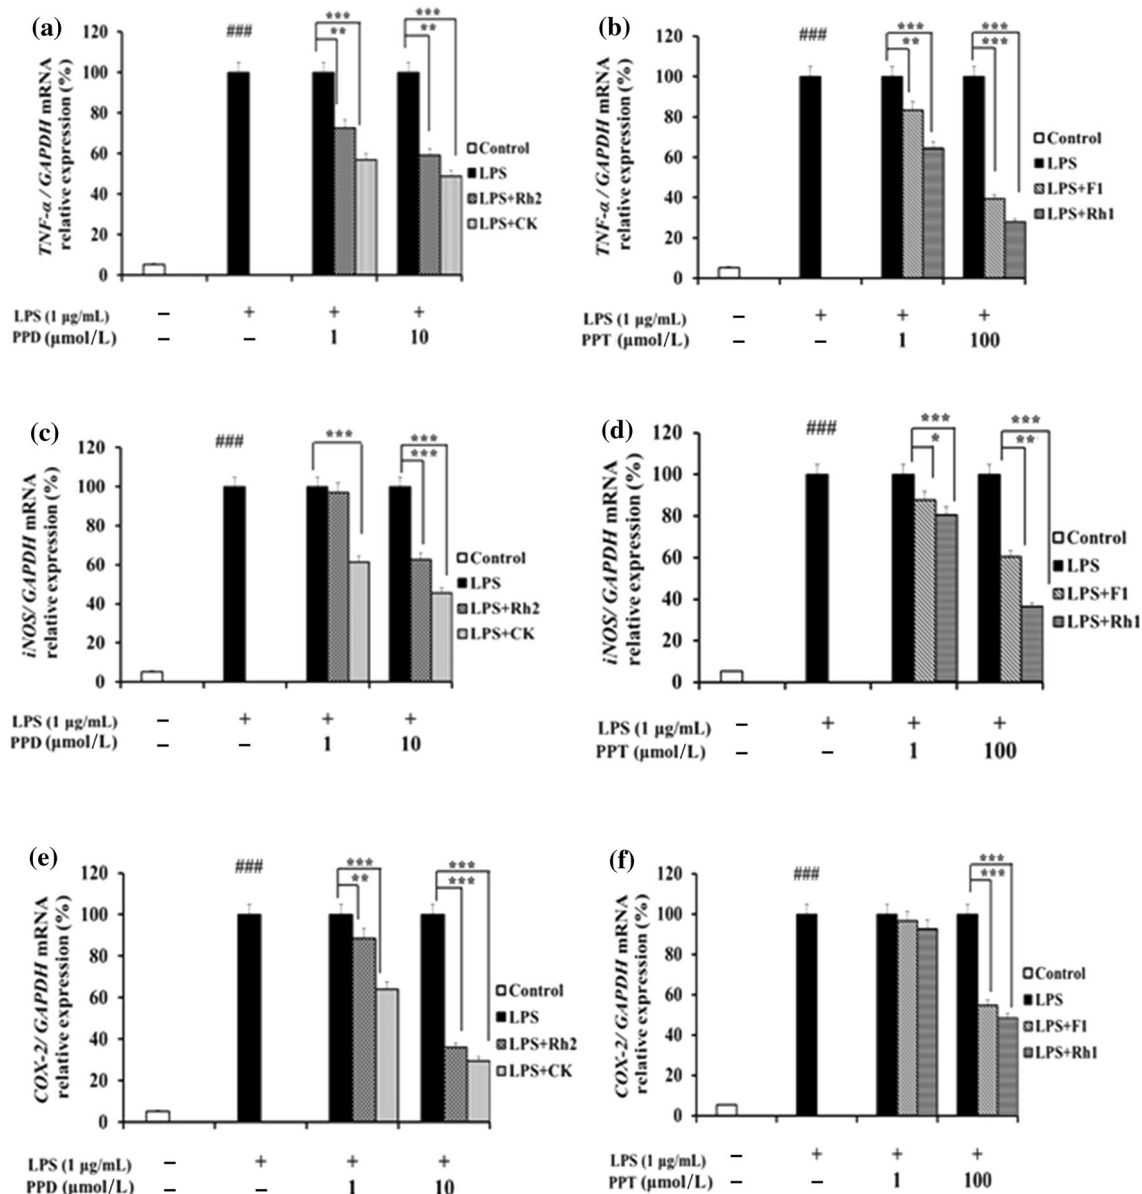 (a)
TNF-α / GAPDH mRNA
relative expression (%)
120
100
80
60
40
20
0
###
***
**
***
**
Control
LPS
LPS+Rh2
LPS+CK
LPS (1 μg/mL) – + + +
PPD (μmol/L) – – 1 10
(b)
TNF-α / GAPDH mRNA
relative expression (%)
120
100
80
60
40
20
0
###
***
**
***
***
Control
LPS
LPS+F1
LPS+Rh1
LPS (1 μg/mL) – + + +
PPT (μmol/L) – – 1 100
(c)
iNOS/ GAPDH mRNA
relative expression (%)
120
100
80
60
40
20
0
###
***
***
***
Control
LPS
LPS+Rh2
LPS+CK
LPS (1 μg/mL) – + + +
PPD (μmol/L) – – 1 10
(d)
iNOS/ GAPDH mRNA
relative expression (%)
120
100
80
60
40
20
0
###
***
*
***
**
Control
LPS
LPS+F1
LPS+Rh1
LPS (1 μg/mL) – + + +
PPT (μmol/L) – – 1 100
(e)
COX-2/ GAPDH mRNA
relative expression (%)
120
100
80
60
40
20
0
###
***
**
***
***
Control
LPS
LPS+Rh2
LPS+CK
LPS (1 μg/mL) – + + +
PPD (μmol/L) – – 1 10
(f)
COX-2/ GAPDH mRNA
relative expression (%)
120
100
80
60
40
20
0
###
***
***
Control
LPS
LPS+F1
LPS+Rh1
LPS (1 μg/mL) – + + +
PPT (μmol/L) – – 1 100